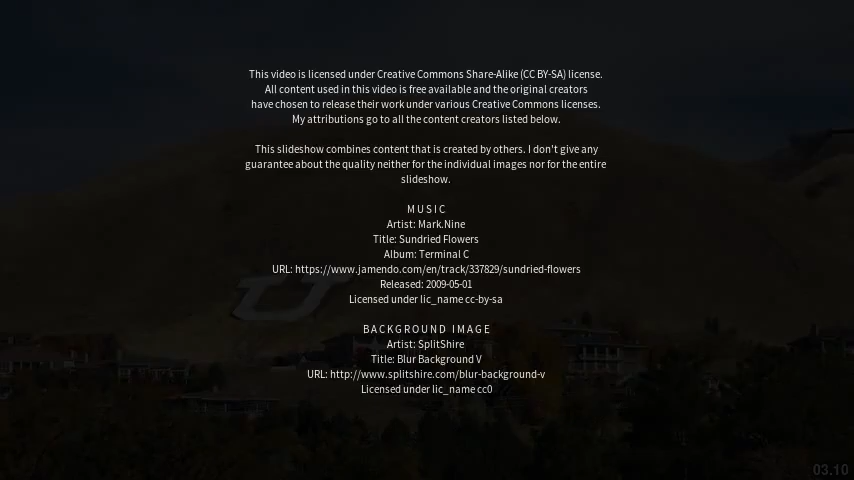 This video is licensed under Creative Commons Share-Alike (CC BY-SA) license.
All content used in this video is free available and the original creators
have chosen to release their work under various Creative Commons licenses.
My attributions go to all the content creators listed below.
This slideshow combines content that is created by others. I don't give any
guarantee about the quality neither for the individual images nor for the entire
slideshow.
MUSIC
Artist: Mark.Nine
Title: Sundried Flowers
Album: Terminal C
URL: https://www.jamendo.com/en/track/337829/sundried-flowers
Released: 2009-05-01
Licensed under lic_name cc-by-sa
BACKGROUND IMAGE
Artist: SplitShire
Title: Blur Background V
URL: http://www.splitshire.com/blur-background-v
Licensed under lic_name cc0
U
03.10